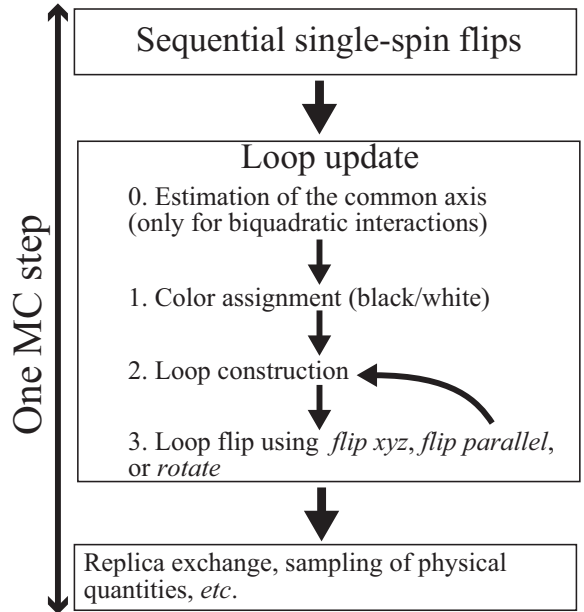 One MC step
Sequential single-spin flips
Loop update
0. Estimation of the common axis
(only for biquadratic interactions)
1. Color assignment (black/white)
2. Loop construction
3. Loop flip using flip xyz, flip parallel,
or rotate
Replica exchange, sampling of physical
quantities, etc.